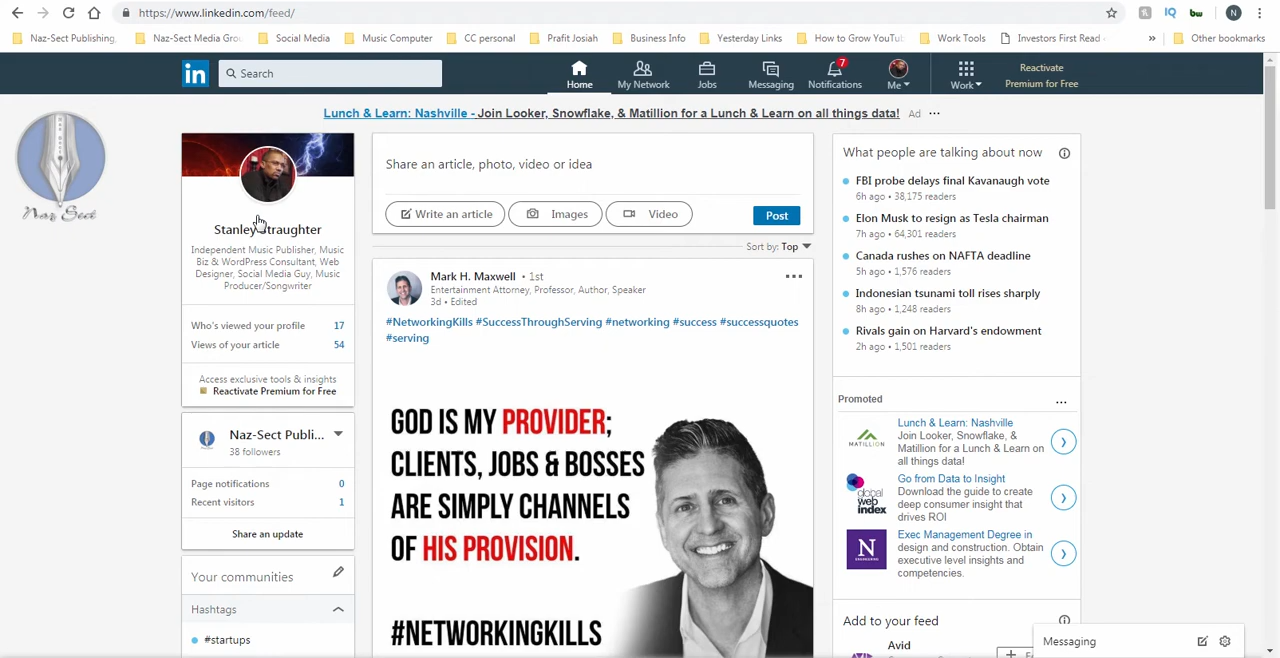 https://www.linkedin.com/feed/
IQ
bw
N
Naz-Sect Publishing
Naz-Sect Media Grou
Social Media
Music Computer
CC personal
Prafit Josiah
Business Info
Yesterday Links
How to Grow YouTu
Work Tools
Investors First Read
»
Other bookmarks
in
Search
Home
My Network
Jobs
Messaging
7
Notifications
Me
Work
Reactivate
Premium for Free
Lunch & Learn: Nashville - Join Looker, Snowflake, & Matillion for a Lunch & Learn on all things data! Ad ...
Naz Sect
Stanley Straughter
Independent Music Publisher, Music
Biz & WordPress Consultant, Web
Designer, Social Media Guy, Music
Producer/Songwriter
Who's viewed your profile 17
Views of your article 54
Access exclusive tools & insights
Reactivate Premium for Free
Naz-Sect Publi...
38 followers
Page notifications 0
Recent visitors 1
Share an update
Your communities
Hashtags
#startups
Share an article, photo, video or idea
Write an article
Images
Video
Post
Sort by: Top
Mark H. Maxwell • 1st
Entertainment Attorney, Professor, Author, Speaker
3d • Edited
#NetworkingKills #SuccessThroughServing #networking #success #successquotes
#serving
GOD IS MY PROVIDER;
CLIENTS, JOBS & BOSSES
ARE SIMPLY CHANNELS
OF HIS PROVISION.
#NETWORKINGKILLS
What people are talking about now
FBI probe delays final Kavanaugh vote
6h ago • 38,175 readers
Elon Musk to resign as Tesla chairman
7h ago • 64,301 readers
Canada rushes on NAFTA deadline
5h ago • 1,576 readers
Indonesian tsunami toll rises sharply
8h ago • 1,248 readers
Rivals gain on Harvard's endowment
2h ago • 1,501 readers
Promoted
...
MATILLION
Lunch & Learn: Nashville
Join Looker, Snowflake, &
Matillion for a Lunch & Learn on
all things data!
global
web
index
Go from Data to Insight
Download the guide to create
deep consumer insight that
drives ROI
N
Exec Management Degree in
design and construction. Obtain
executive level insights and
competencies.
Add to your feed
Avid
Messaging